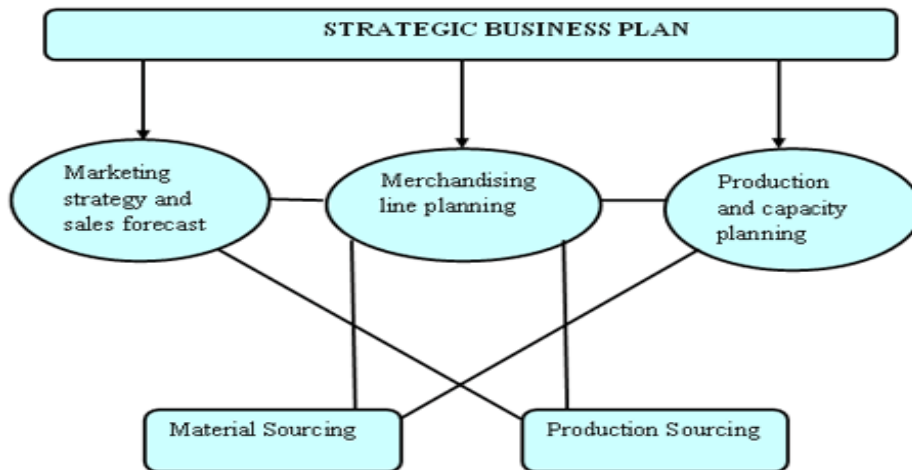 STRATEGIC BUSINESS PLAN
Marketing
strategy and
sales forecast
Merchandising
line planning
Production
and capacity
planning
Material Sourcing
Production Sourcing